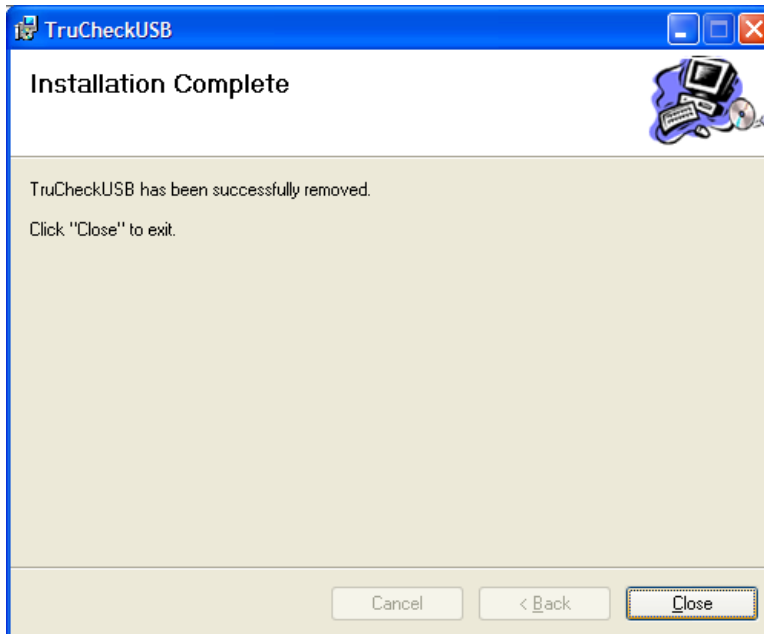 TruCheckUSB
Installation Complete
TruCheckUSB has been successfully removed.
Click "Close" to exit.
Cancel
< Back
Close